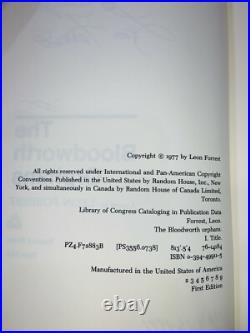 The
Bloodworth
Copyright © 1977 by Leon Forrest
All rights reserved under International and Pan-American Copyright
Conventions. Published in the United States by Random House, Inc., New
York, and simultaneously in Canada by Random House of Canada Limited,
Toronto.
Library of Congress Cataloging in Publication Data
Forrest, Leon.
The Bloodworth orphans.
I. Title.
PZ4.F72883B [PS3556.0738] 813'.5'4 76-14184
ISBN 0-394-49911-5
Manufactured in the United States of America
2 3 4 5 6 7 8 9
First Edition